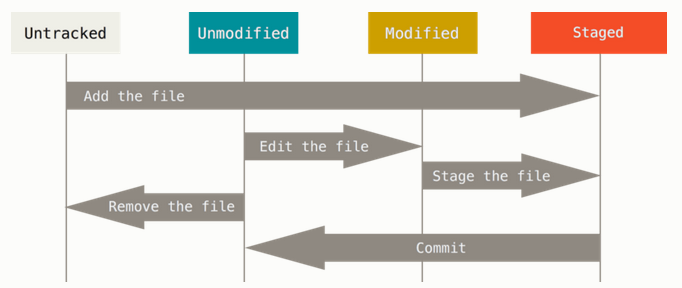 Untracked
Unmodified
Modified
Staged
Add the file
Edit the file
Stage the file
Remove the file
Commit